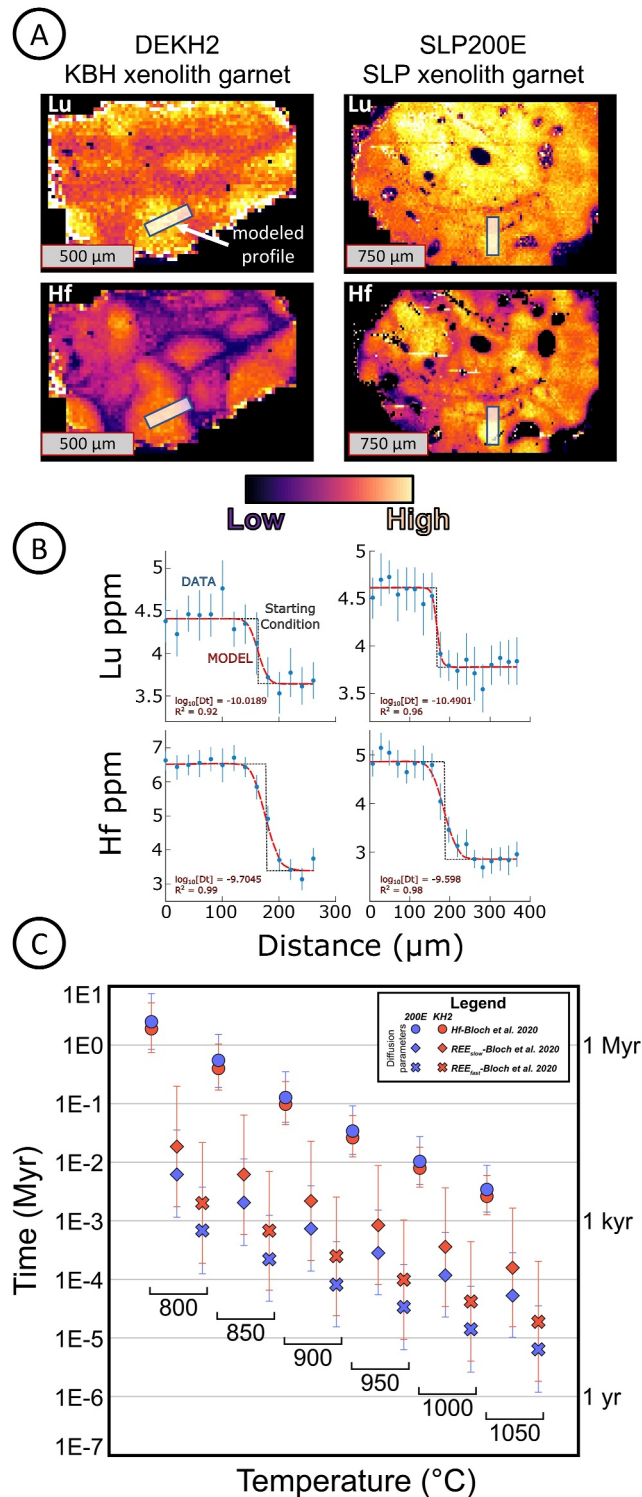 A
DEKH2
KBH xenolith garnet
SLP200E
SLP xenolith garnet
Lu
modeled
profile
500 µm
Lu
750 µm
Hf
500 µm
Hf
750 µm
Low
High
B
Lu ppm
5
4.5
4
3.5
DATA
Starting
Condition
MODEL
log₁₀[Dt] = -10.0189
R² = 0.92
5
4.5
4
3.5
log₁₀[Dt] = -10.4901
R² = 0.96
Hf ppm
7
6
5
4
3
log₁₀[Dt] = -9.7045
R² = 0.99
0
100
200
300
5
4
3
log₁₀[Dt] = -9.598
R² = 0.98
0
100
200
300
400
Distance (µm)
C
Time (Myr)
1E1
1E0
1E-1
1E-2
1E-3
1E-4
1E-5
1E-6
1E-7
Legend
200E KH2
Diffusion
parameters
Hf-Bloch et al. 2020
REEslow-Bloch et al. 2020
REEfast-Bloch et al. 2020
1 Myr
1 kyr
1 yr
800
850
900
950
1000
1050
Temperature (°C)